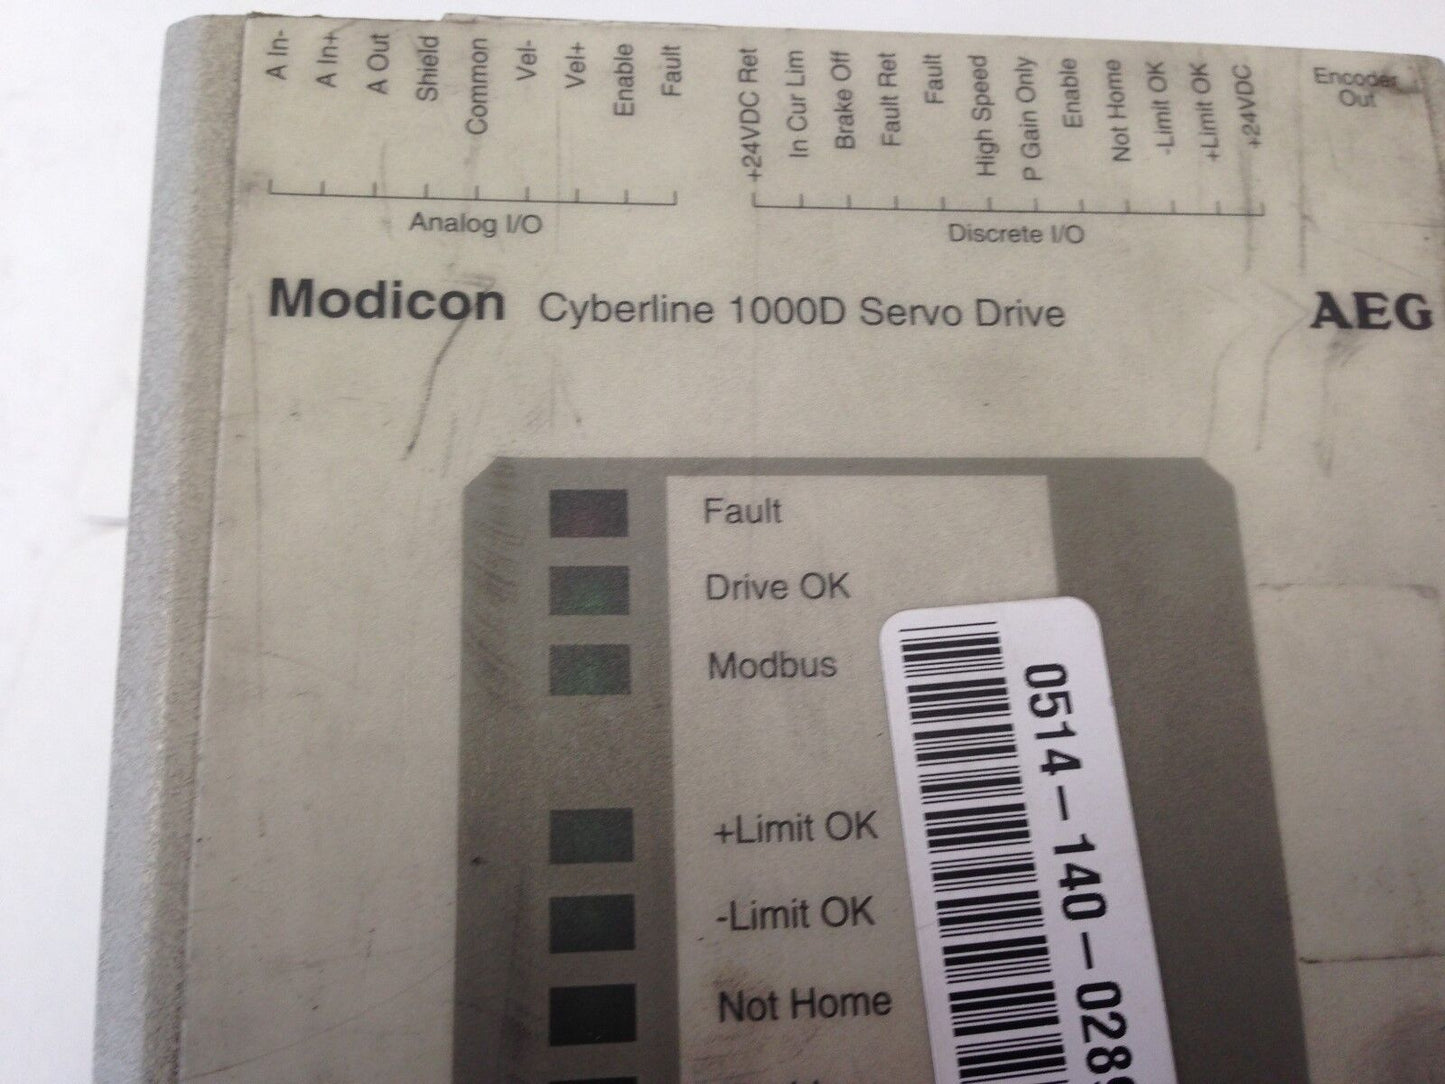 A In-
A In+
A Out
Shield
Common
Vel-
Vel+
Enable
Fault
Analog I/O
+24VDC Ret
In Cur Lim
Brake Off
Fault Ret
Fault
High Speed
P Gain Only
Enable
Not Home
-Limit OK
+Limit OK
+24VDC
Discrete I/O
Encoder
Out
Modicon Cyberline 1000D Servo Drive
AEG
Fault
Drive OK
Modbus
+Limit OK
-Limit OK
Not Home
0514-140-028